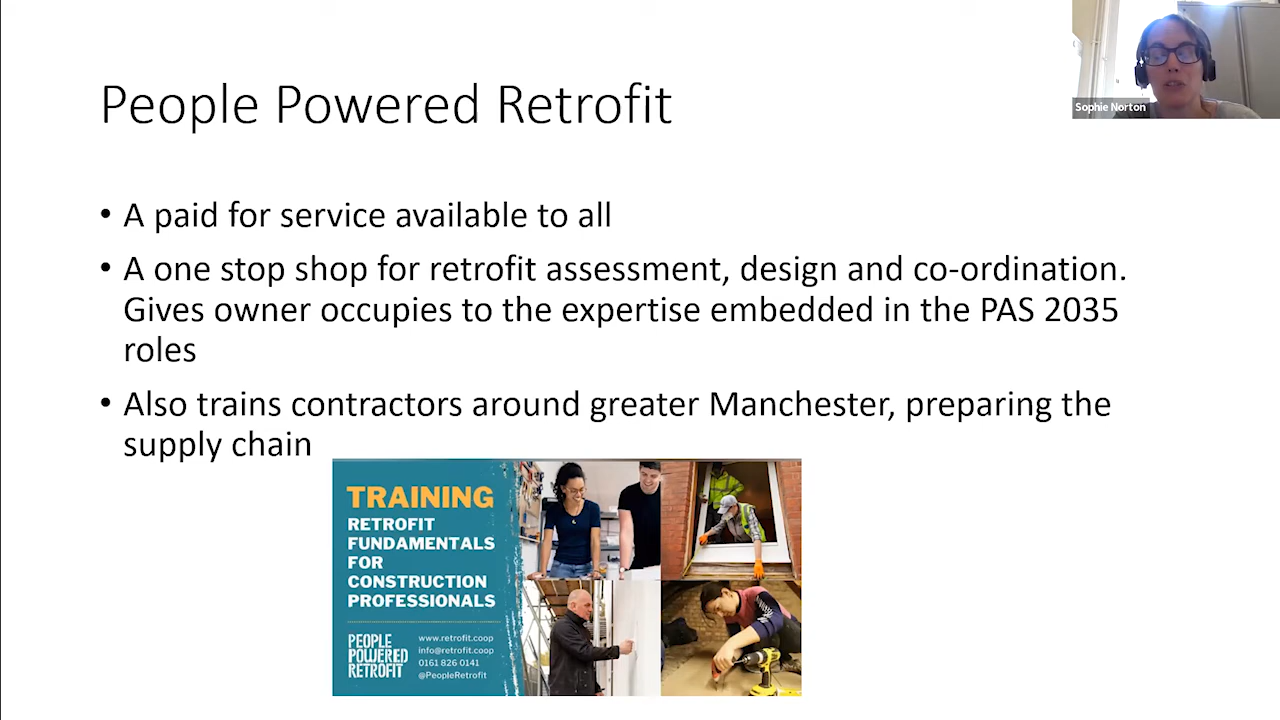 People Powered Retrofit
Sophie Norton
• A paid for service available to all
• A one stop shop for retrofit assessment, design and co-ordination.
Gives owner occupies to the expertise embedded in the PAS 2035
roles
• Also trains contractors around greater Manchester, preparing the
supply chain
TRAINING
RETROFIT
FUNDAMENTALS
FOR
CONSTRUCTION
PROFESSIONALS
PEOPLE
POWERED
RETROFIT
www.retrofit.coop
info@retrofit.coop
0161 826 0141
@PeopleRetrofit